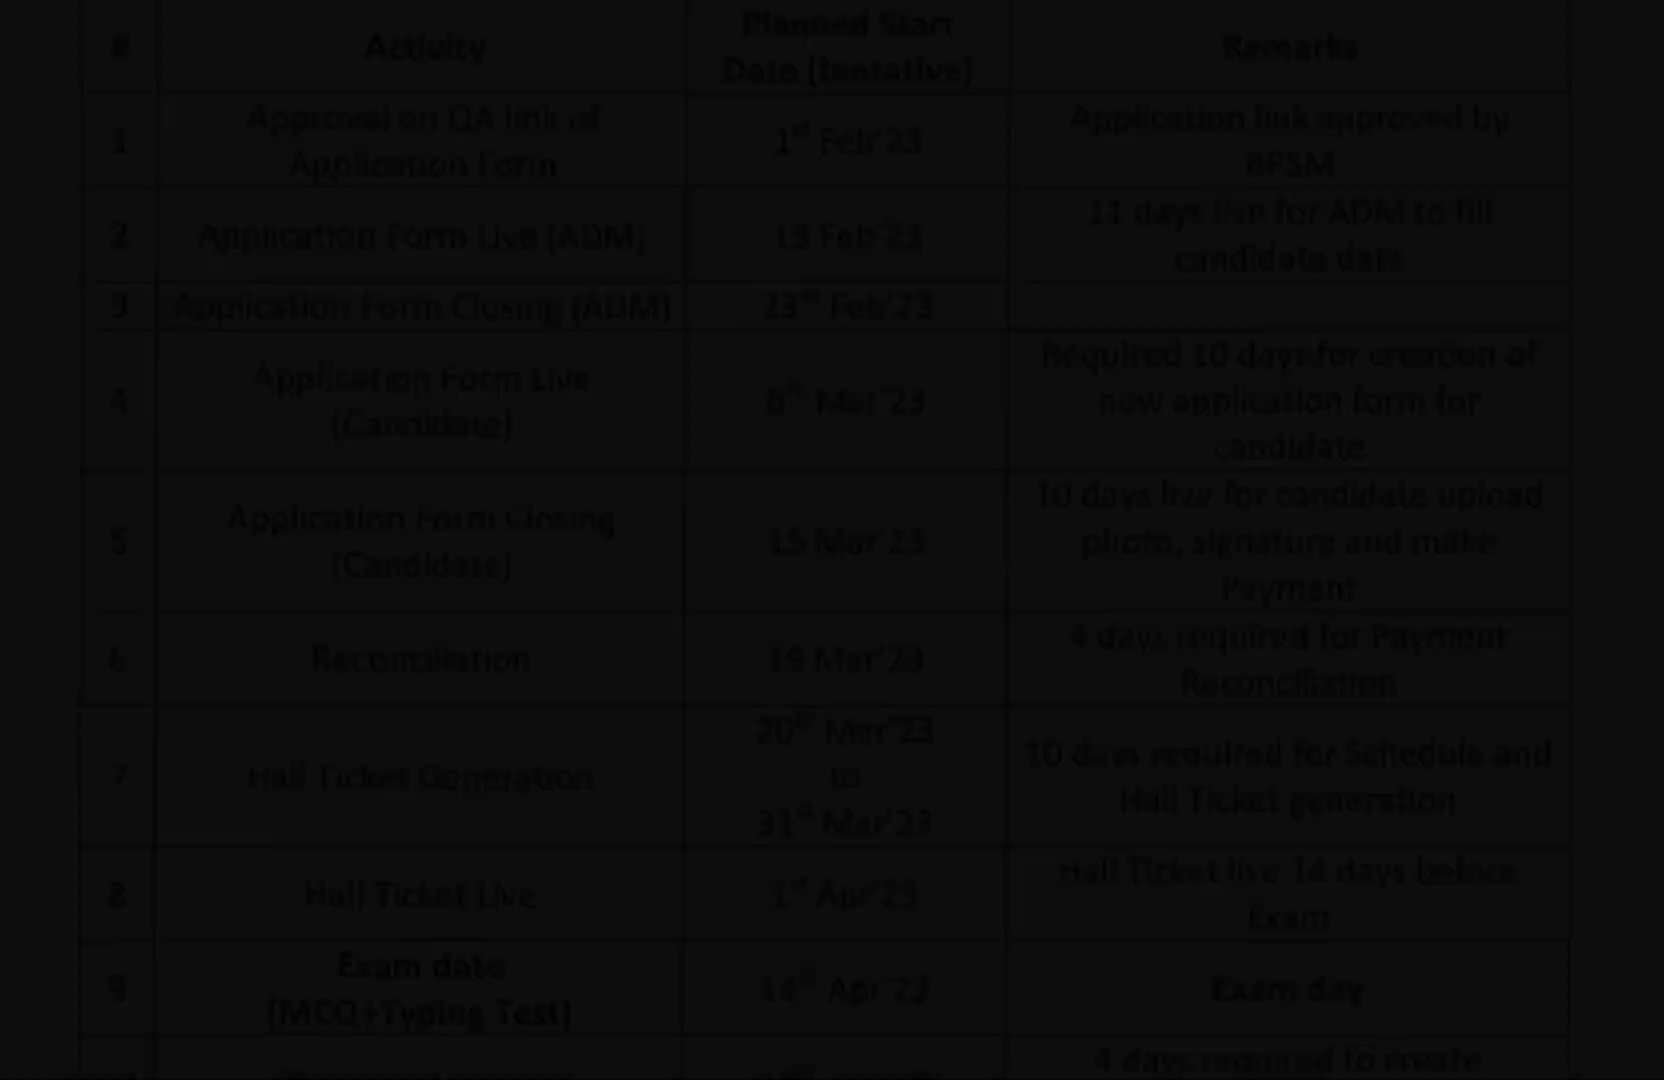 #
Activity
Planned Start
Date (tentative)
Remarks
1
Approval on QA link of
Application Form
1st Feb'23
Application link approved by
BPSM
2
Application Form Live (ADM)
13 Feb'23
11 days live for ADM to fill
candidate data
3
Application Form Closing (ADM)
23rd Feb'23
4
Application Form Live
(Candidate)
6th Mar'23
Required 10 days for creation of
new application form for
candidate
5
Application Form Closing
(Candidate)
15 Mar'23
10 days live for candidate upload
photo, signature and make
Payment
6
Reconciliation
19 Mar'23
4 days required for Payment
Reconciliation
7
Hall Ticket Generation
20th Mar'23
to
31st Mar'23
10 days required for Schedule and
Hall Ticket generation
8
Hall Ticket Live
1st Apr'23
Hall Ticket live 14 days before
Exam
9
Exam date
(MCQ+Typing Test)
14th Apr'23
Exam day
4 days required to create